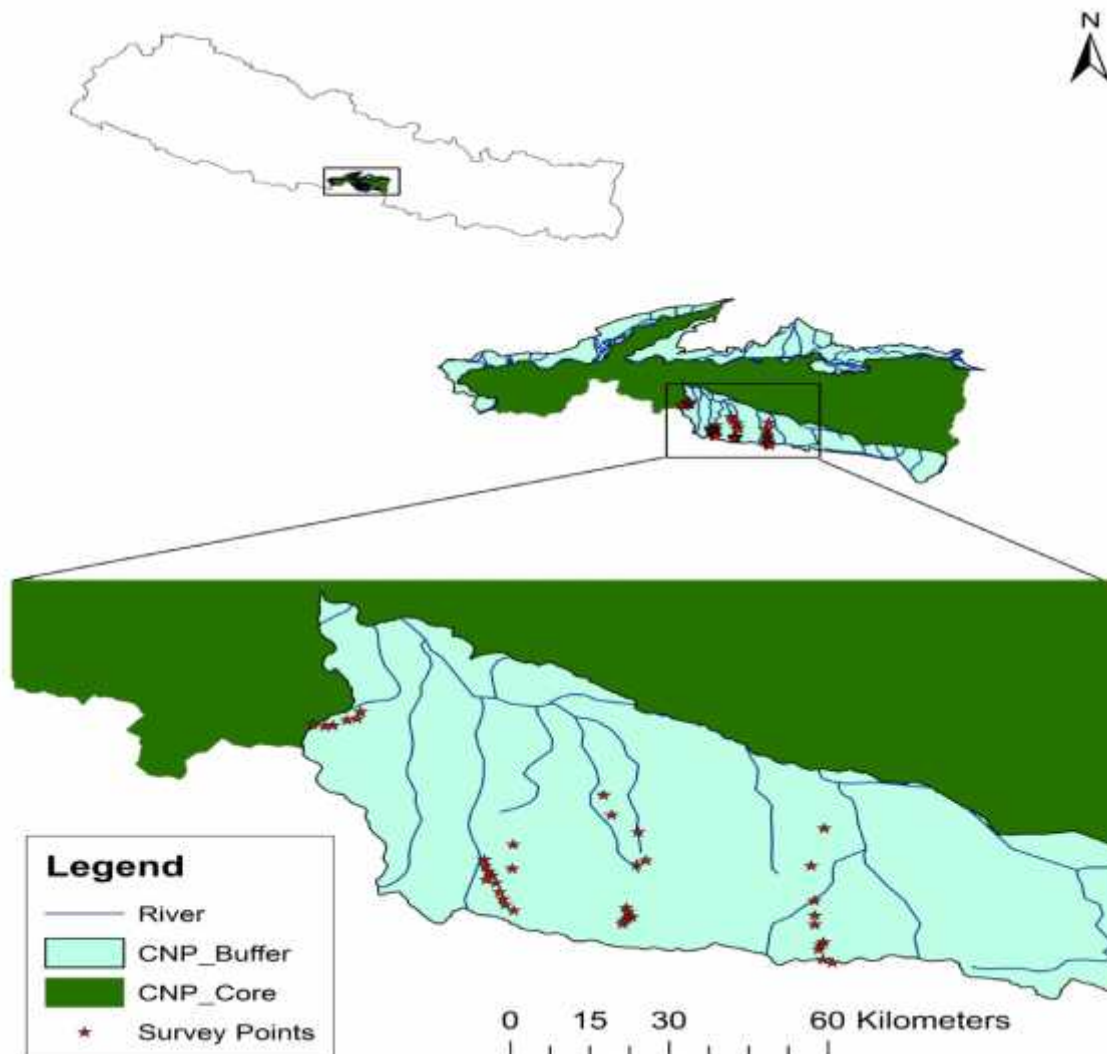 N
Legend
River
CNP_Buffer
CNP_Core
Survey Points
0 15 30 60 Kilometers